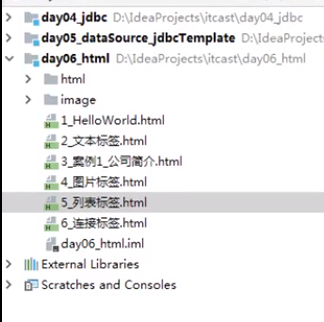 day04_jdbc D:\IdeaProjects\itcast\day04_jdbc
day05_dataSource_jdbcTemplate D:\IdeaProjects
day06_html D:\IdeaProjects\itcast\day06_html
html
image
1_HelloWorld.html
2_文本标签.html
3_案例1_公司简介.html
4_图片标签.html
5_列表标签.html
6_连接标签.html
day06_html.iml
External Libraries
Scratches and Consoles